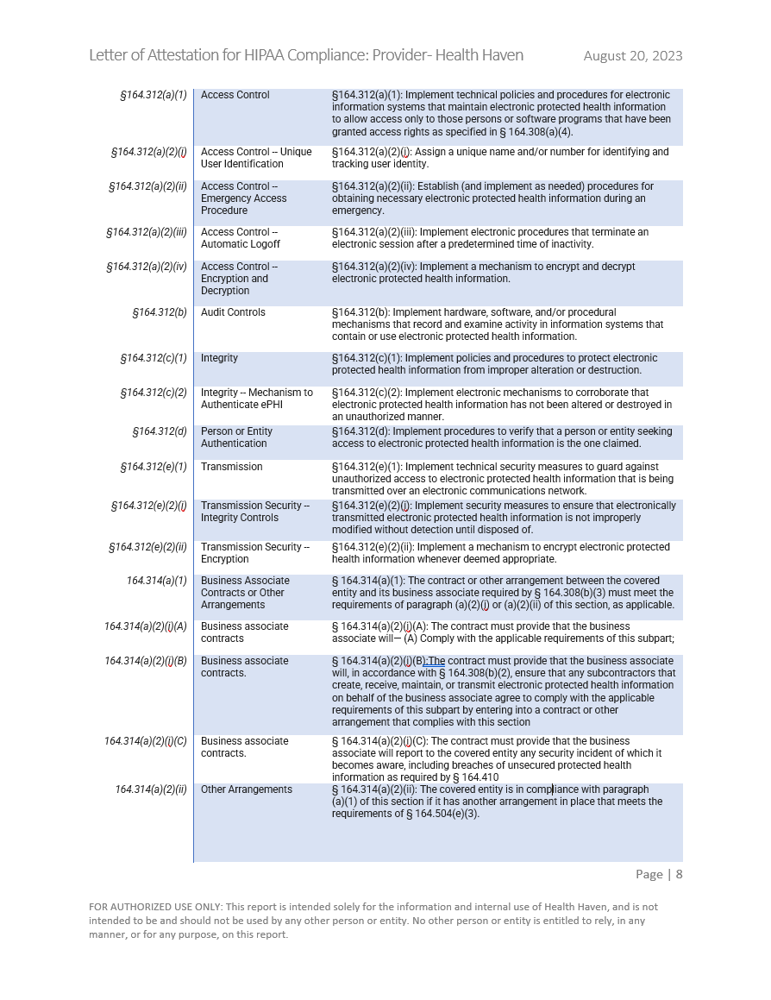 Letter of Attestation for HIPAA Compliance: Provider- Health Haven August 20, 2023
§164.312(a)(1) Access Control §164.312(a)(1): Implement technical policies and procedures for electronic
information systems that maintain electronic protected health information
to allow access only to those persons or software programs that have been
granted access rights as specified in § 164.308(a)(4).
§164.312(a)(2)(i) Access Control -- Unique §164.312(a)(2)(i): Assign a unique name and/or number for identifying and
User Identification tracking user identity.
§164.312(a)(2)(ii) Access Control -- §164.312(a)(2)(ii): Establish (and implement as needed) procedures for
Emergency Access obtaining necessary electronic protected health information during an
Procedure emergency.
§164.312(a)(2)(iii) Access Control -- §164.312(a)(2)(iii): Implement electronic procedures that terminate an
Automatic Logoff electronic session after a predetermined time of inactivity.
§164.312(a)(2)(iv) Access Control -- §164.312(a)(2)(iv): Implement a mechanism to encrypt and decrypt
Encryption and electronic protected health information.
Decryption
§164.312(b) Audit Controls §164.312(b): Implement hardware, software, and/or procedural
mechanisms that record and examine activity in information systems that
contain or use electronic protected health information.
§164.312(c)(1) Integrity §164.312(c)(1): Implement policies and procedures to protect electronic
protected health information from improper alteration or destruction.
§164.312(c)(2) Integrity -- Mechanism to §164.312(c)(2): Implement electronic mechanisms to corroborate that
Authenticate ePHI electronic protected health information has not been altered or destroyed in
an unauthorized manner.
§164.312(d) Person or Entity §164.312(d): Implement procedures to verify that a person or entity seeking
Authentication access to electronic protected health information is the one claimed.
§164.312(e)(1) Transmission §164.312(e)(1): Implement technical security measures to guard against
unauthorized access to electronic protected health information that is being
transmitted over an electronic communications network.
§164.312(e)(2)(i) Transmission Security -- §164.312(e)(2)(i): Implement security measures to ensure that electronically
Integrity Controls transmitted electronic protected health information is not improperly
modified without detection until disposed of.
§164.312(e)(2)(ii) Transmission Security -- §164.312(e)(2)(ii): Implement a mechanism to encrypt electronic protected
Encryption health information whenever deemed appropriate.
164.314(a)(1) Business Associate § 164.314(a)(1): The contract or other arrangement between the covered
Contracts or Other entity and its business associate required by § 164.308(b)(3) must meet the
Arrangements requirements of paragraph (a)(2)(i) or (a)(2)(ii) of this section, as applicable.
164.314(a)(2)(i)(A) Business associate § 164.314(a)(2)(i)(A): The contract must provide that the business
contracts associate will— (A) Comply with the applicable requirements of this subpart;
164.314(a)(2)(i)(B) Business associate § 164.314(a)(2)(i)(B):The contract must provide that the business associate
contracts. will, in accordance with § 164.308(b)(2), ensure that any subcontractors that
create, receive, maintain, or transmit electronic protected health information
on behalf of the business associate agree to comply with the applicable
requirements of this subpart by entering into a contract or other
arrangement that complies with this section
164.314(a)(2)(i)(C) Business associate § 164.314(a)(2)(i)(C): The contract must provide that the business
contracts. associate will report to the covered entity any security incident of which it
becomes aware, including breaches of unsecured protected health
information as required by § 164.410
164.314(a)(2)(ii) Other Arrangements § 164.314(a)(2)(ii): The covered entity is in compliance with paragraph
(a)(1) of this section if it has another arrangement in place that meets the
requirements of § 164.504(e)(3).
Page | 8
FOR AUTHORIZED USE ONLY: This report is intended solely for the information and internal use of Health Haven, and is not
intended to be and should not be used by any other person or entity. No other person or entity is entitled to rely, in any
manner, or for any purpose, on this report.